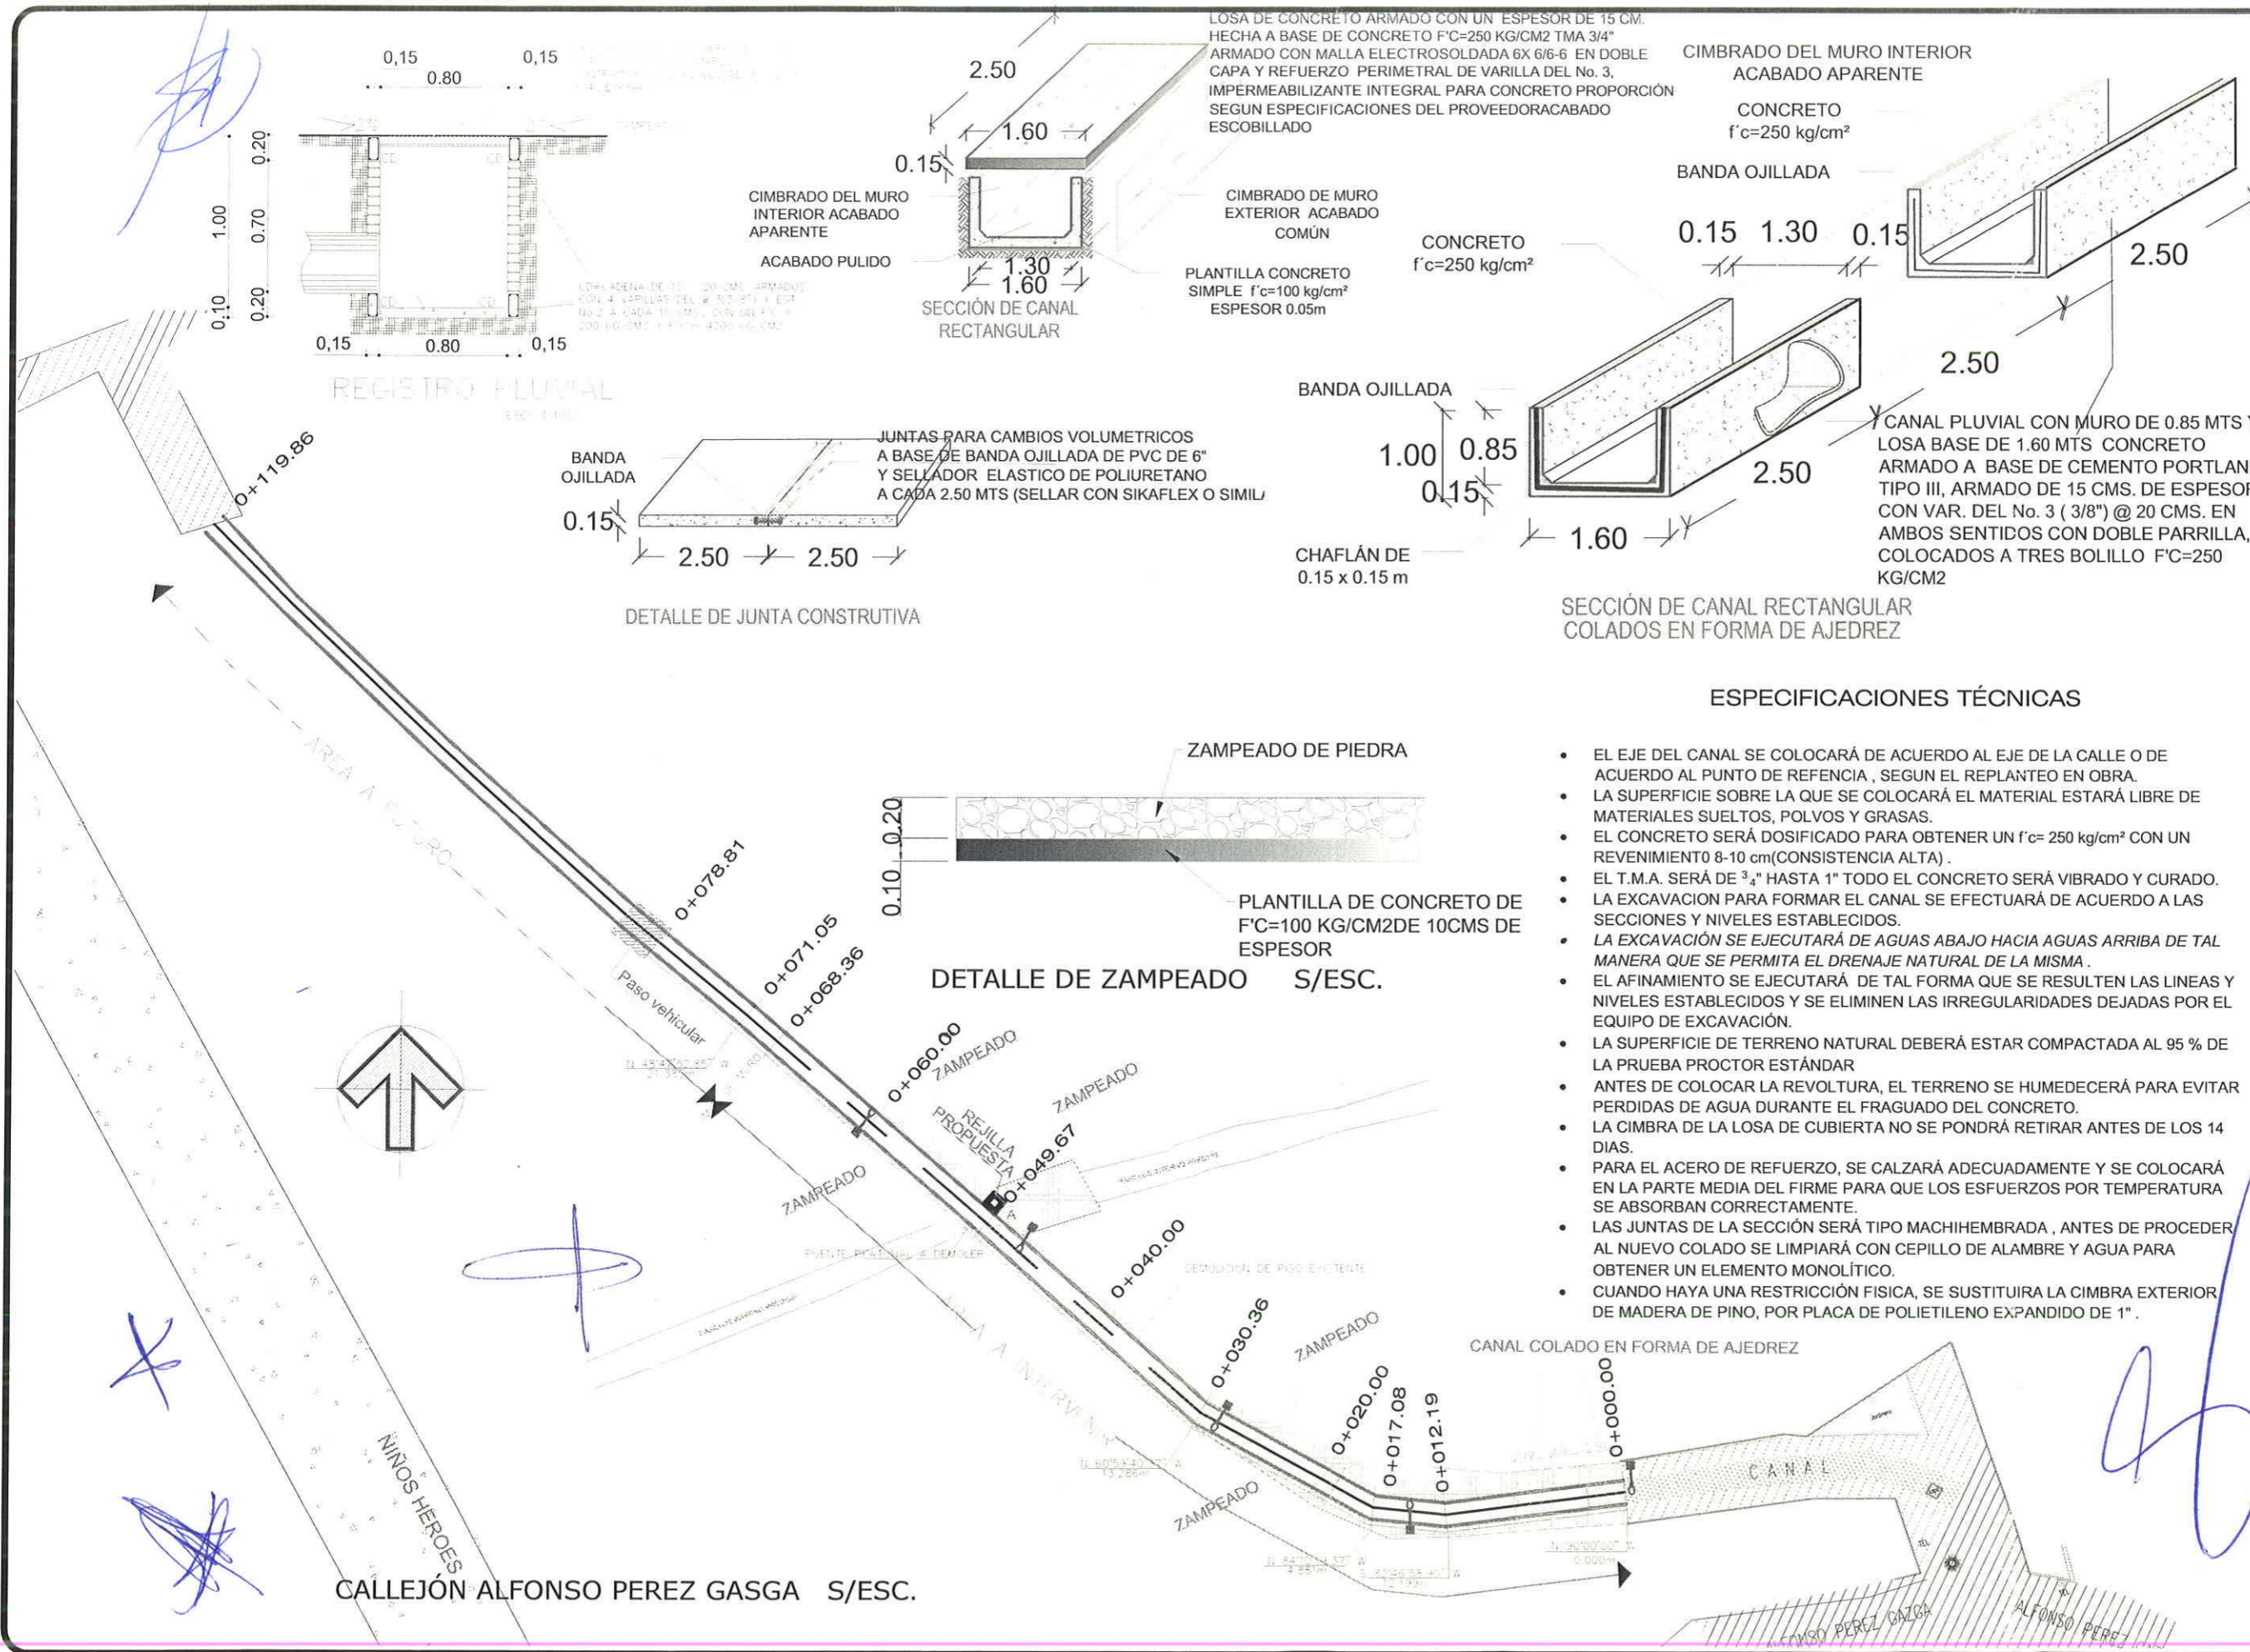 0,15
0,15
0.80
0.20
1.00
0.70
0.10
0.20
CD
CD
CD
CD
0,15
0.80
0,15
REGISTRO PLUVIAL
2.50
1.60
0.15
CIMBRADO DEL MURO
INTERIOR ACABADO
APARENTE
ACABADO PULIDO
1.30
1.60
SECCIÓN DE CANAL
RECTANGULAR
LOSA DE CONCRETO ARMADO CON UN ESPESOR DE 15 CM.
HECHA A BASE DE CONCRETO F'C=250 KG/CM2 TMA 3/4"
ARMADO CON MALLA ELECTROSOLDADA 6X 6/6-6 EN DOBLE
CAPA Y REFUERZO PERIMETRAL DE VARILLA DEL No. 3,
IMPERMEABILIZANTE INTEGRAL PARA CONCRETO PROPORCIÓN
SEGUN ESPECIFICACIONES DEL PROVEEDORACABADO
ESCOBILLADO
CIMBRADO DE MURO
EXTERIOR ACABADO
COMÚN
PLANTILLA CONCRETO
SIMPLE f´c=100 kg/cm²
ESPESOR 0.05m
CIMBRADO DEL MURO INTERIOR
ACABADO APARENTE
CONCRETO
f´c=250 kg/cm²
BANDA OJILLADA
0.15 1.30 0.15
2.50
CONCRETO
f´c=250 kg/cm²
2.50
BANDA OJILLADA
1.00 0.85
0.15
2.50
1.60
CHAFLÁN DE
0.15 x 0.15 m
CANAL PLUVIAL CON MURO DE 0.85 MTS Y
LOSA BASE DE 1.60 MTS CONCRETO
ARMADO A BASE DE CEMENTO PORTLAN
TIPO III, ARMADO DE 15 CMS. DE ESPESOR
CON VAR. DEL No. 3 ( 3/8") @ 20 CMS. EN
AMBOS SENTIDOS CON DOBLE PARRILLA,
COLOCADOS A TRES BOLILLO F'C=250
KG/CM2
SECCIÓN DE CANAL RECTANGULAR
COLADOS EN FORMA DE AJEDREZ
BANDA
OJILLADA
JUNTAS PARA CAMBIOS VOLUMETRICOS
A BASE DE BANDA OJILLADA DE PVC DE 6"
Y SELLADOR ELASTICO DE POLIURETANO
A CADA 2.50 MTS (SELLAR CON SIKAFLEX O SIMIL
0.15
2.50
2.50
DETALLE DE JUNTA CONSTRUTIVA
ZAMPEADO DE PIEDRA
0.20
0.10
PLANTILLA DE CONCRETO DE
F'C=100 KG/CM2DE 10CMS DE
ESPESOR
DETALLE DE ZAMPEADO S/ESC.
ESPECIFICACIONES TÉCNICAS
• EL EJE DEL CANAL SE COLOCARÁ DE ACUERDO AL EJE DE LA CALLE O DE
ACUERDO AL PUNTO DE REFENCIA , SEGUN EL REPLANTEO EN OBRA.
• LA SUPERFICIE SOBRE LA QUE SE COLOCARÁ EL MATERIAL ESTARÁ LIBRE DE
MATERIALES SUELTOS, POLVOS Y GRASAS.
• EL CONCRETO SERÁ DOSIFICADO PARA OBTENER UN f´c= 250 kg/cm² CON UN
REVENIMIENT0 8-10 cm(CONSISTENCIA ALTA) .
• EL T.M.A. SERÁ DE ¾" HASTA 1" TODO EL CONCRETO SERÁ VIBRADO Y CURADO.
• LA EXCAVACION PARA FORMAR EL CANAL SE EFECTUARÁ DE ACUERDO A LAS
SECCIONES Y NIVELES ESTABLECIDOS.
• LA EXCAVACIÓN SE EJECUTARÁ DE AGUAS ABAJO HACIA AGUAS ARRIBA DE TAL
MANERA QUE SE PERMITA EL DRENAJE NATURAL DE LA MISMA .
• EL AFINAMIENTO SE EJECUTARÁ DE TAL FORMA QUE SE RESULTEN LAS LINEAS Y
NIVELES ESTABLECIDOS Y SE ELIMINEN LAS IRREGULARIDADES DEJADAS POR EL
EQUIPO DE EXCAVACIÓN.
• LA SUPERFICIE DE TERRENO NATURAL DEBERÁ ESTAR COMPACTADA AL 95 % DE
LA PRUEBA PROCTOR ESTÁNDAR
• ANTES DE COLOCAR LA REVOLTURA, EL TERRENO SE HUMEDECERÁ PARA EVITAR
PERDIDAS DE AGUA DURANTE EL FRAGUADO DEL CONCRETO.
• LA CIMBRA DE LA LOSA DE CUBIERTA NO SE PONDRÁ RETIRAR ANTES DE LOS 14
DIAS.
• PARA EL ACERO DE REFUERZO, SE CALZARÁ ADECUADAMENTE Y SE COLOCARÁ
EN LA PARTE MEDIA DEL FIRME PARA QUE LOS ESFUERZOS POR TEMPERATURA
SE ABSORBAN CORRECTAMENTE.
• LAS JUNTAS DE LA SECCIÓN SERÁ TIPO MACHIHEMBRADA , ANTES DE PROCEDER
AL NUEVO COLADO SE LIMPIARÁ CON CEPILLO DE ALAMBRE Y AGUA PARA
OBTENER UN ELEMENTO MONOLÍTICO.
• CUANDO HAYA UNA RESTRICCIÓN FISICA, SE SUSTITUIRA LA CIMBRA EXTERIOR
DE MADERA DE PINO, POR PLACA DE POLIETILENO EXPANDIDO DE 1" .
CANAL COLADO EN FORMA DE AJEDREZ
0+119.86
AREA A FUTURO
0+078.81
0+071.05
0+068.36
Paso vehicular
0+060.00
ZAMPEADO
ZAMPEADO
REJILLA
PROPUESTA
0+049.67
A
ZAMPEADO
PUENTE PEATONAL A DEMOLER
0+040.00
DEMOLICION DE PISO EXISTENTE
AREA A INTERVENIR
0+030.36
ZAMPEADO
0+020.00
0+017.08
0+012.19
0+000.00
ZAMPEADO
N 90°00'00" W
0.000m
CANAL
TEL
TEL
NIÑOS HEROES
ALFONSO PEREZ GAZGA
ALFONSO PEREZ
CALLEJÓN ALFONSO PEREZ GASGA S/ESC.